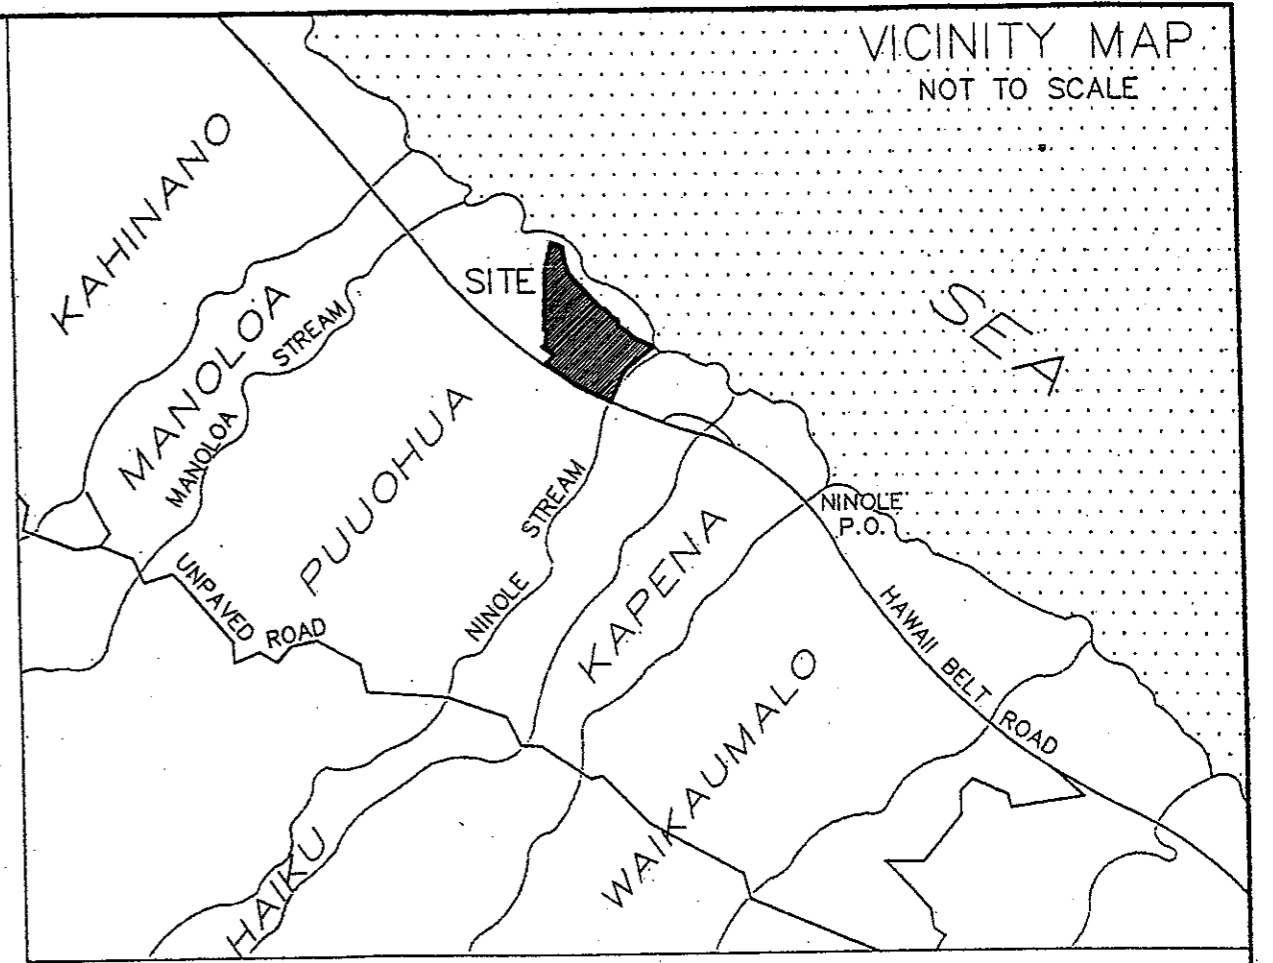 VICINITY MAP
NOT TO SCALE
KAHINANO
SITE
SEA
MANOLOA
MANOLOA STREAM
PUUOHUA
NINOLE STREAM
NINOLE
P.O.
KAPENA
UNPAVED ROAD
HAWAII BELT ROAD
WAIKAUMALO
HAIKU